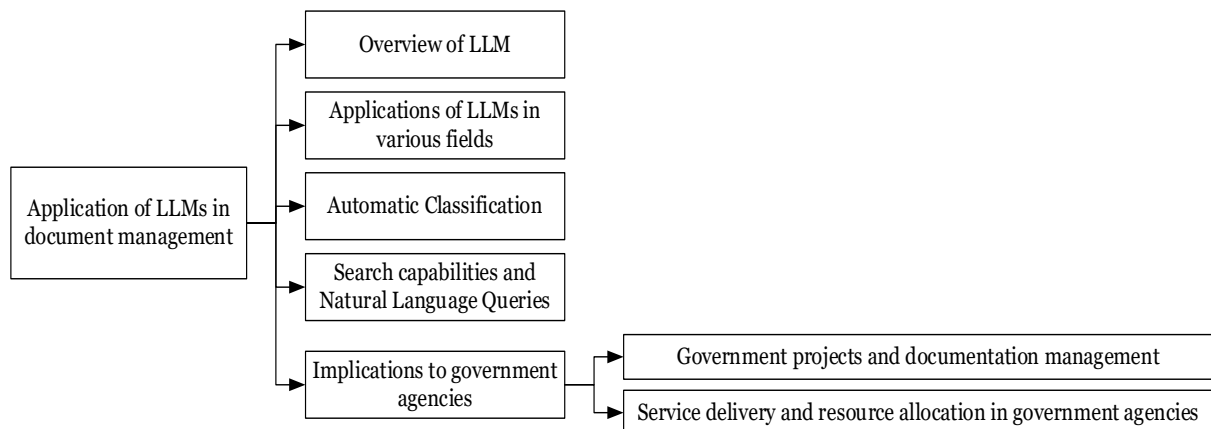 Overview of LLM
Applications of LLMs in
various fields
Application of LLMs in
document management
Automatic Classification
Search capabilities and
Natural Language Queries
Implications to government
agencies
Government projects and documentation management
Service delivery and resource allocation in government agencies